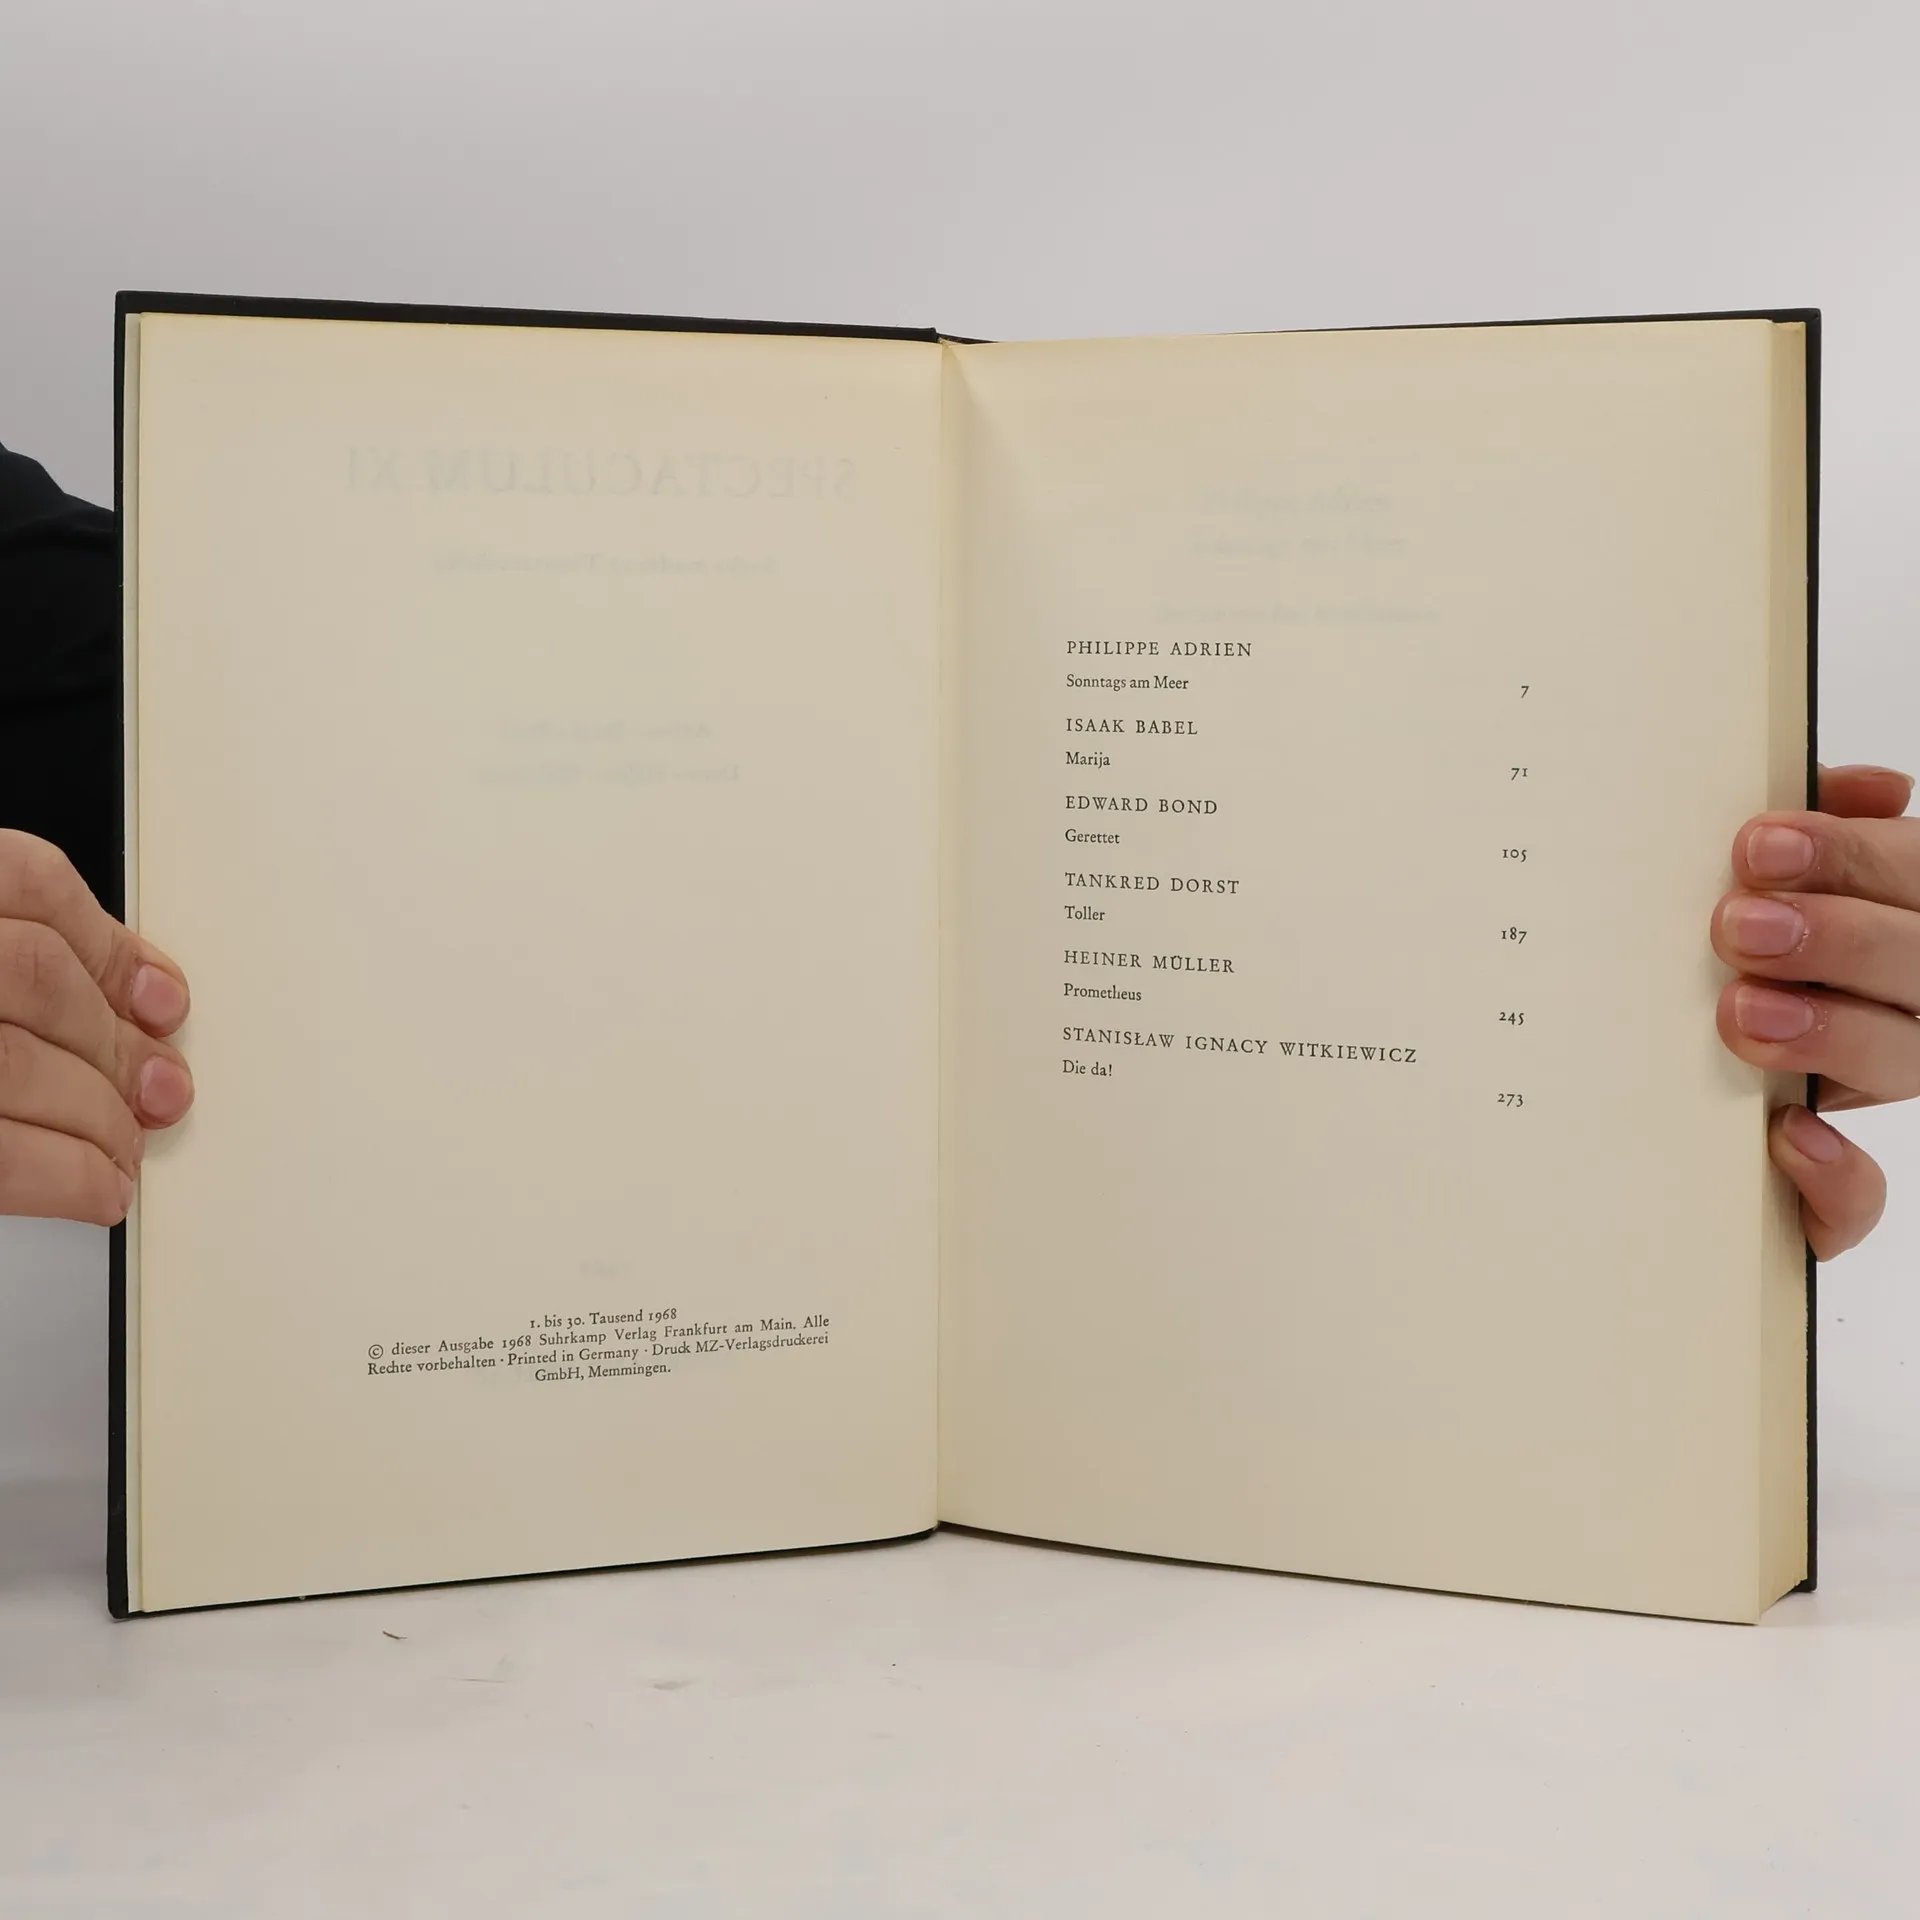 SPECTACULUM XI
1. bis 30. Tausend 1968
© dieser Ausgabe 1968 Suhrkamp Verlag Frankfurt am Main. Alle
Rechte vorbehalten · Printed in Germany · Druck MZ-Verlagsdruckerei
GmbH, Memmingen.
PHILIPPE ADRIEN
Sonntags am Meer 7
ISAAK BABEL
Marija 71
EDWARD BOND
Gerettet 105
TANKRED DORST
Toller 187
HEINER MÜLLER
Prometheus 245
STANISŁAW IGNACY WITKIEWICZ
Die da! 273